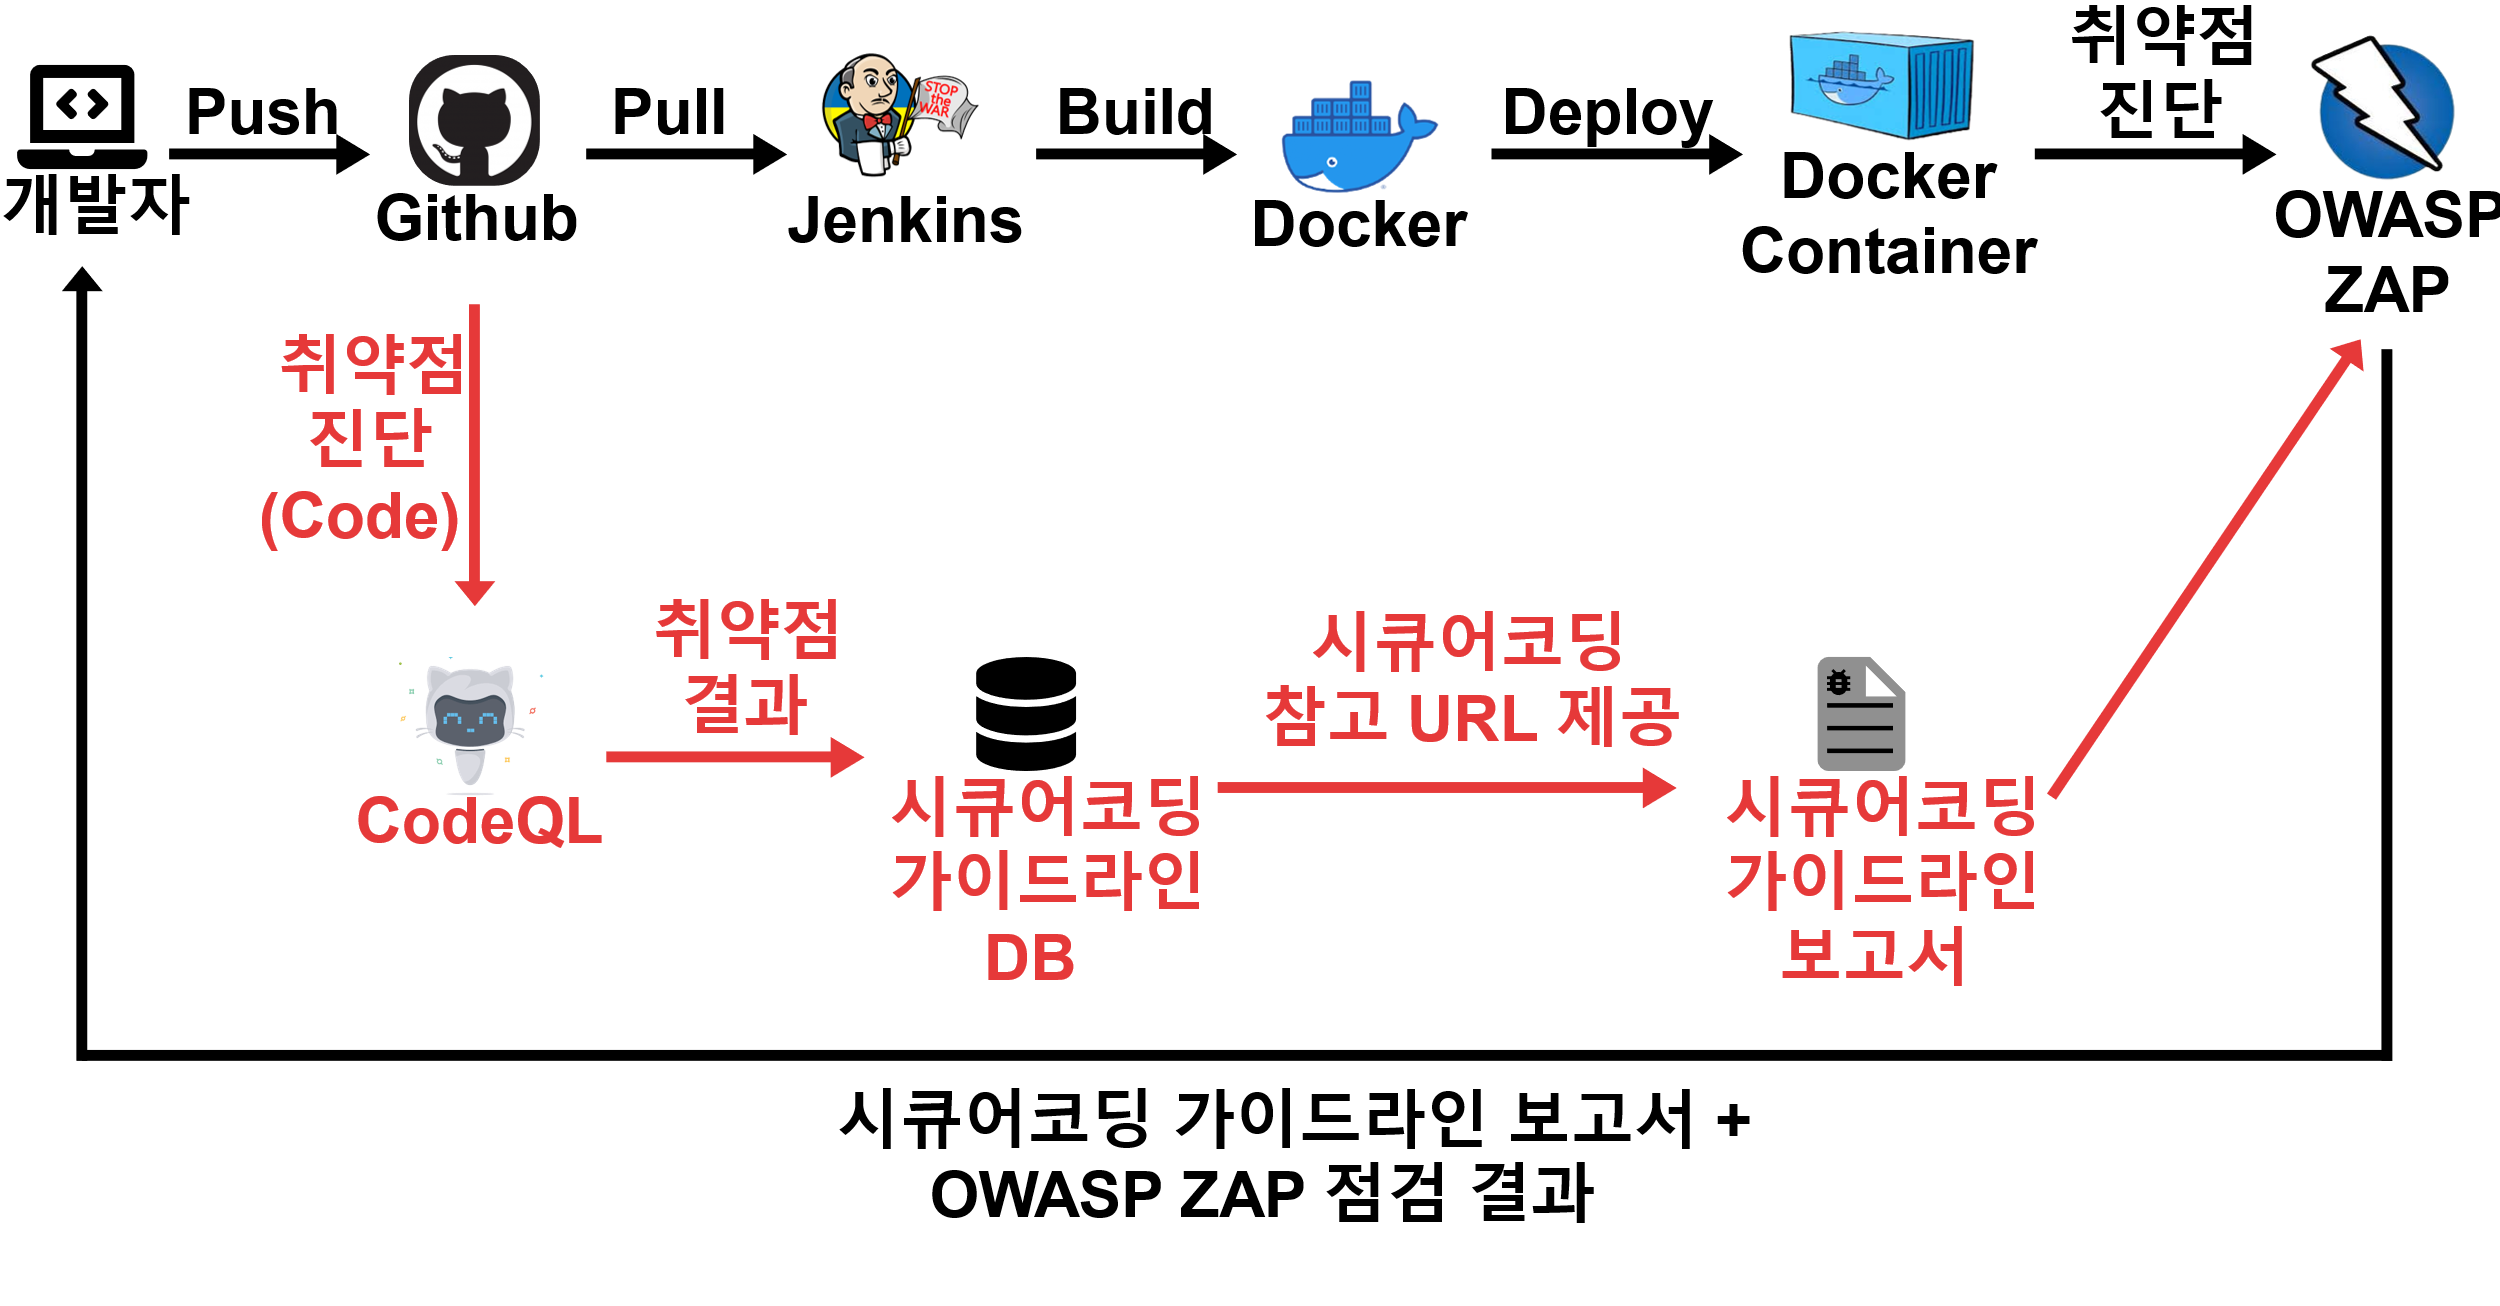 취약점
진단
Push
Pull
STOP
the
WAR
Build
Deploy
개발자
Github
Jenkins
Docker
Docker
Container
OWASP
ZAP
취약점
진단
(Code)
취약점
결과
시큐어코딩
참고 URL 제공
CodeQL
시큐어코딩
가이드라인
DB
시큐어코딩
가이드라인
보고서
시큐어코딩 가이드라인 보고서 +
OWASP ZAP 점검 결과